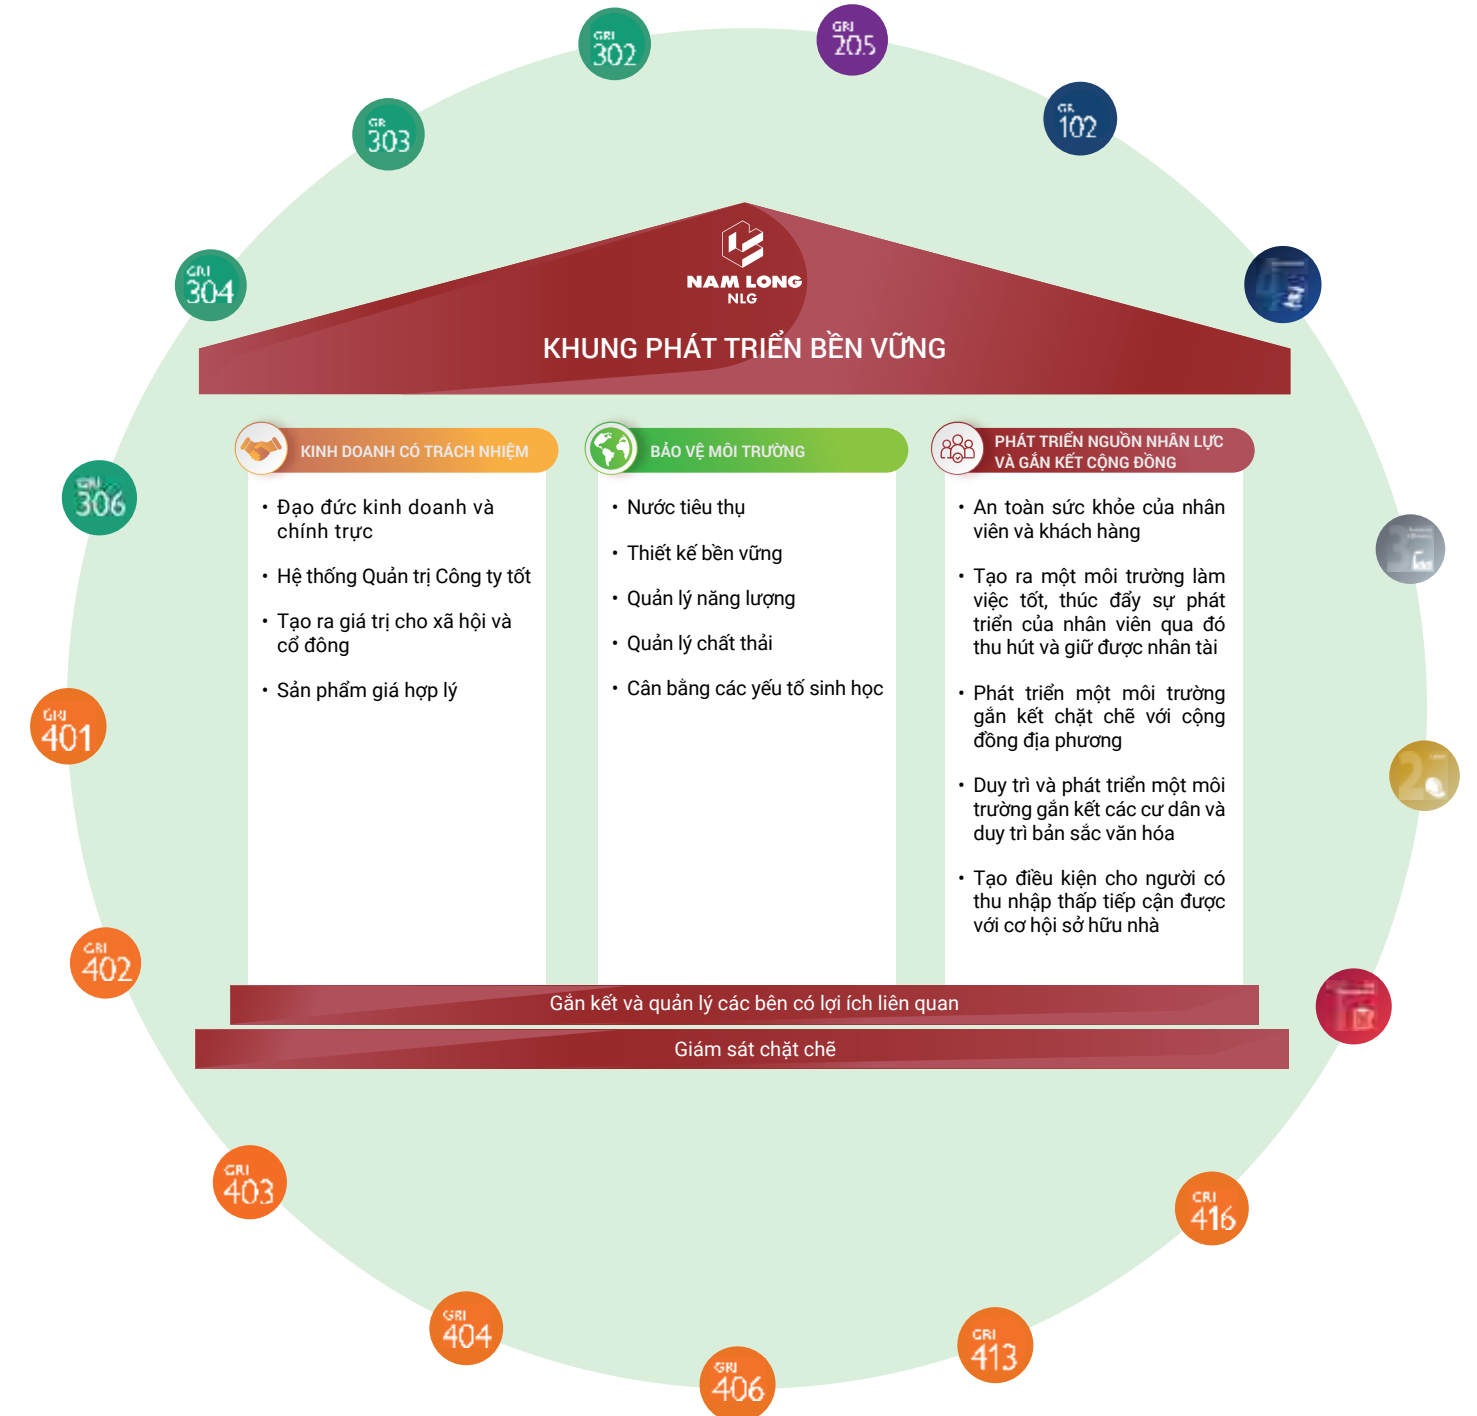 GRI
302
GRI
205
GR
102
GR
303
GRI
304
NAM LONG
NLG
KHUNG PHÁT TRIỂN BỀN VỮNG
KINH DOANH CÓ TRÁCH NHIỆM
• Đạo đức kinh doanh và
chính trực
• Hệ thống Quản trị Công ty tốt
• Tạo ra giá trị cho xã hội và
cổ đông
• Sản phẩm giá hợp lý
BẢO VỆ MÔI TRƯỜNG
• Nước tiêu thụ
• Thiết kế bền vững
• Quản lý năng lượng
• Quản lý chất thải
• Cân bằng các yếu tố sinh học
PHÁT TRIỂN NGUỒN NHÂN LỰC
VÀ GẮN KẾT CỘNG ĐỒNG
• An toàn sức khỏe của nhân
viên và khách hàng
• Tạo ra một môi trường làm
việc tốt, thúc đẩy sự phát
triển của nhân viên qua đó
thu hút và giữ được nhân tài
• Phát triển một môi trường
gắn kết chặt chẽ với cộng
đồng địa phương
• Duy trì và phát triển một môi
trường gắn kết các cư dân và
duy trì bản sắc văn hóa
• Tạo điều kiện cho người có
thu nhập thấp tiếp cận được
với cơ hội sở hữu nhà
Gắn kết và quản lý các bên có lợi ích liên quan
Giám sát chặt chẽ
GRI
306
GRI
401
GRI
402
GRI
403
GRI
404
GRI
406
GRI
413
GRI
416
3
2